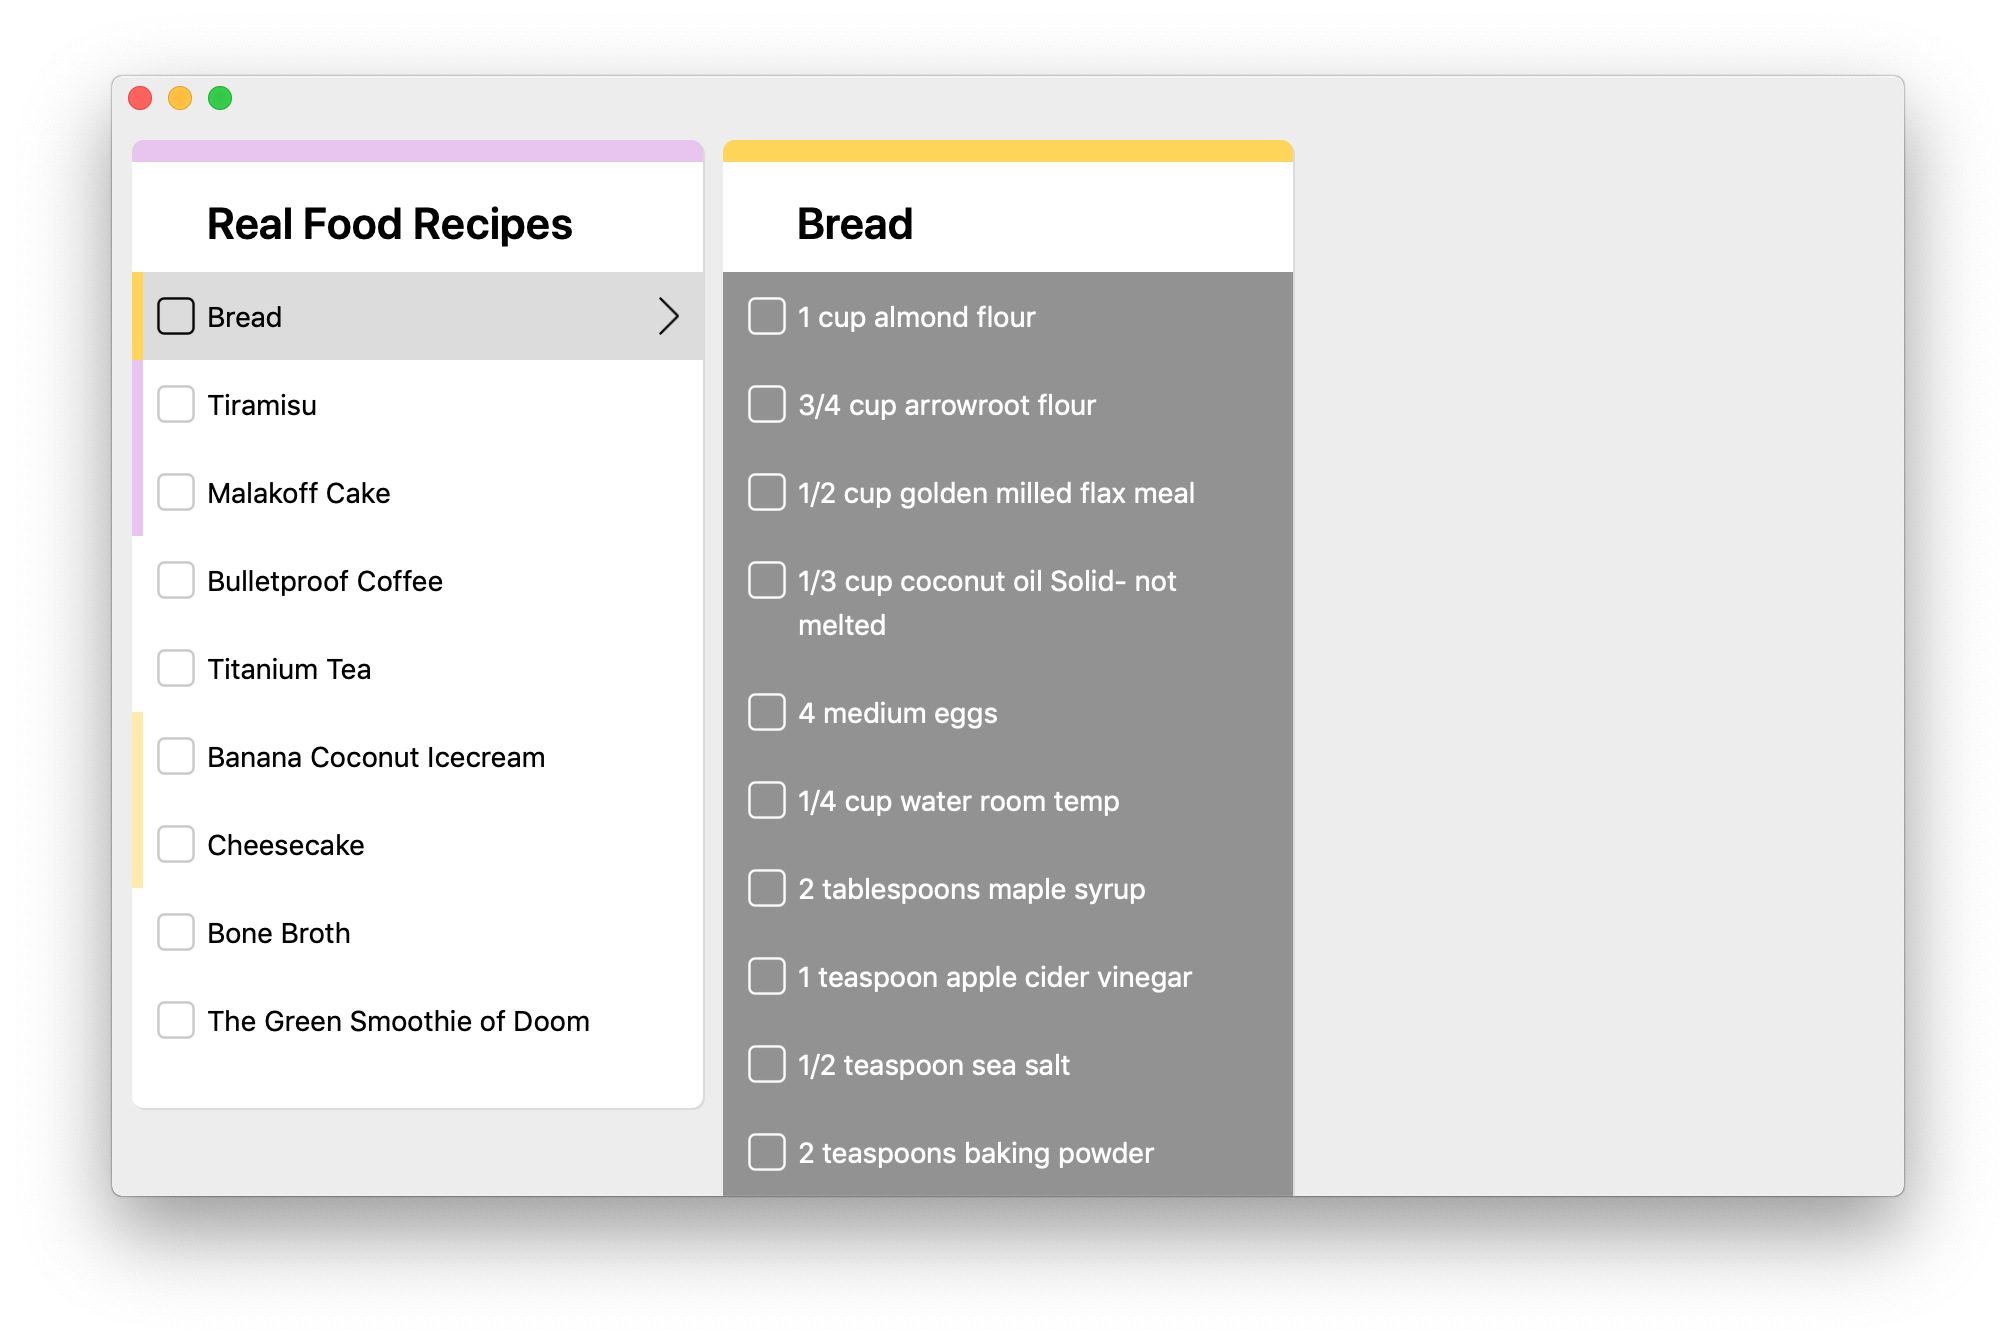 Real Food Recipes
Bread
Tiramisu
Malakoff Cake
Bulletproof Coffee
Titanium Tea
Banana Coconut Icecream
Cheesecake
Bone Broth
The Green Smoothie of Doom
Bread
1 cup almond flour
3/4 cup arrowroot flour
1/2 cup golden milled flax meal
1/3 cup coconut oil Solid- not
melted
4 medium eggs
1/4 cup water room temp
2 tablespoons maple syrup
1 teaspoon apple cider vinegar
1/2 teaspoon sea salt
2 teaspoons baking powder